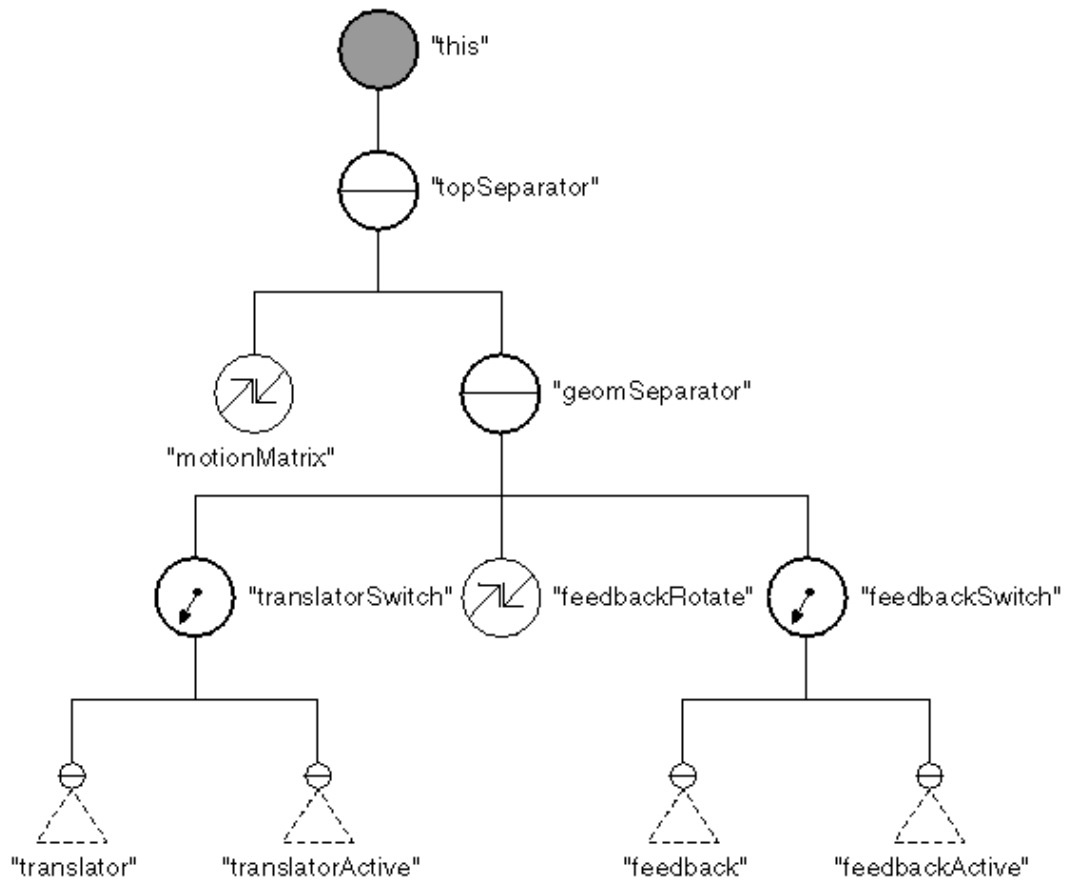 "this"
"topSeparator"
"geomSeparator"
"motionMatrix"
"translatorSwitch"
"feedbackRotate"
"feedbackSwitch"
"translator"
"translatorActive"
"feedback"
"feedbackActive"